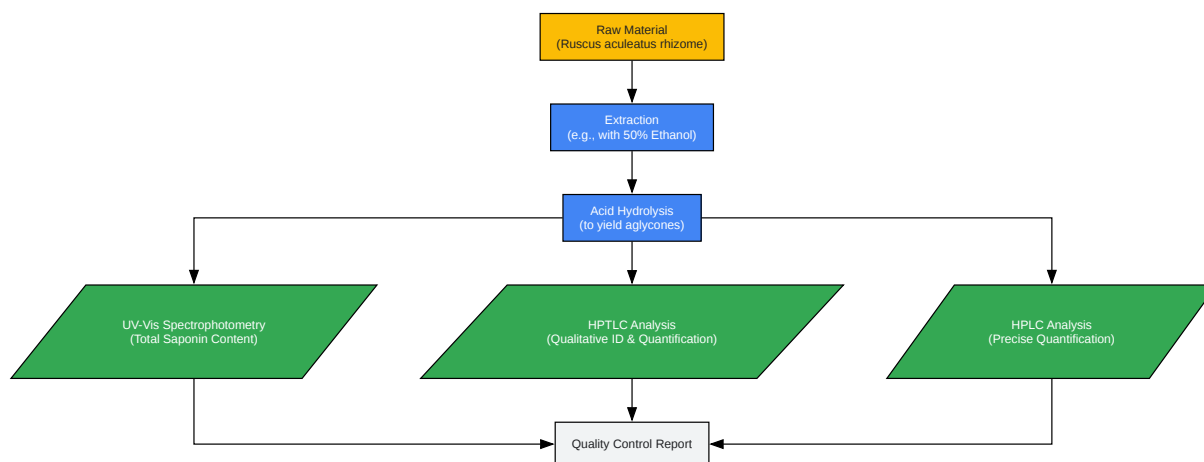 Raw Material
(Ruscus aculeatus rhizome)
Extraction
(e.g., with 50% Ethanol)
Acid Hydrolysis
(to yield aglycones)
UV-Vis Spectrophotometry
(Total Saponin Content)
HPTLC Analysis
(Qualitative ID & Quantification)
HPLC Analysis
(Precise Quantification)
Quality Control Report